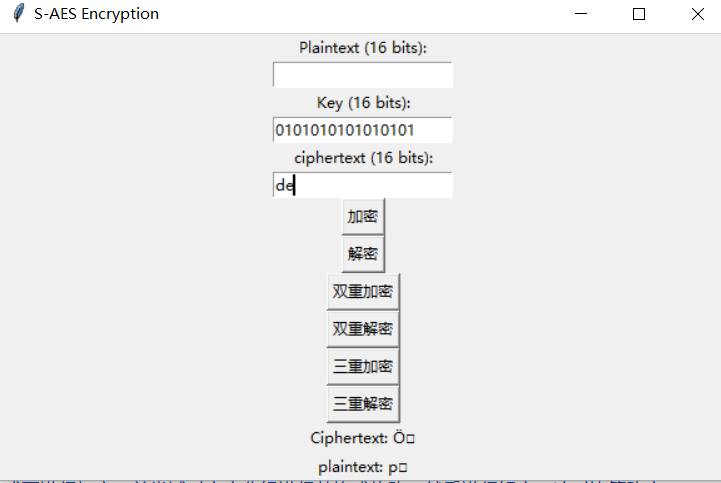 S-AES Encryption
Plaintext (16 bits):
Key (16 bits):
0101010101010101
ciphertext (16 bits):
de
加密
解密
双重加密
双重解密
三重加密
三重解密
Ciphertext: Ö□
plaintext: p□